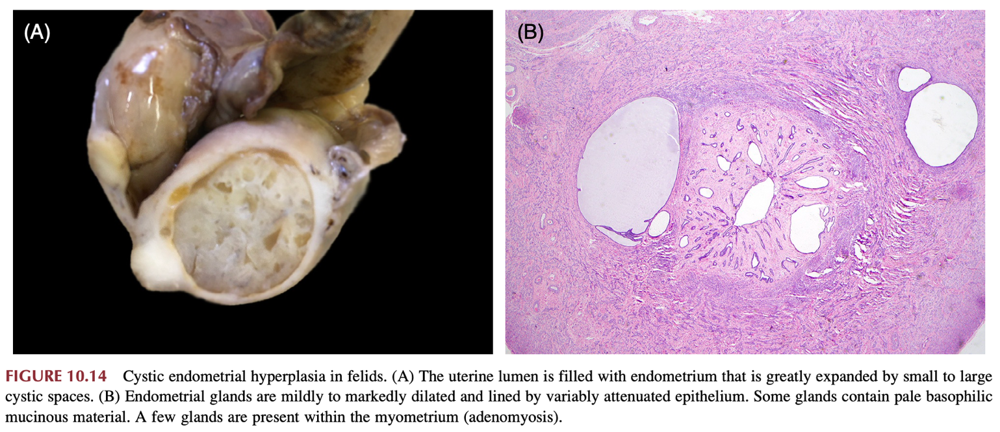 (A)
(B)
FIGURE 10.14 Cystic endometrial hyperplasia in felids. (A) The uterine lumen is filled with endometrium that is greatly expanded by small to large
cystic spaces. (B) Endometrial glands are mildly to markedly dilated and lined by variably attenuated epithelium. Some glands contain pale basophilic
mucinous material. A few glands are present within the myometrium (adenomyosis).